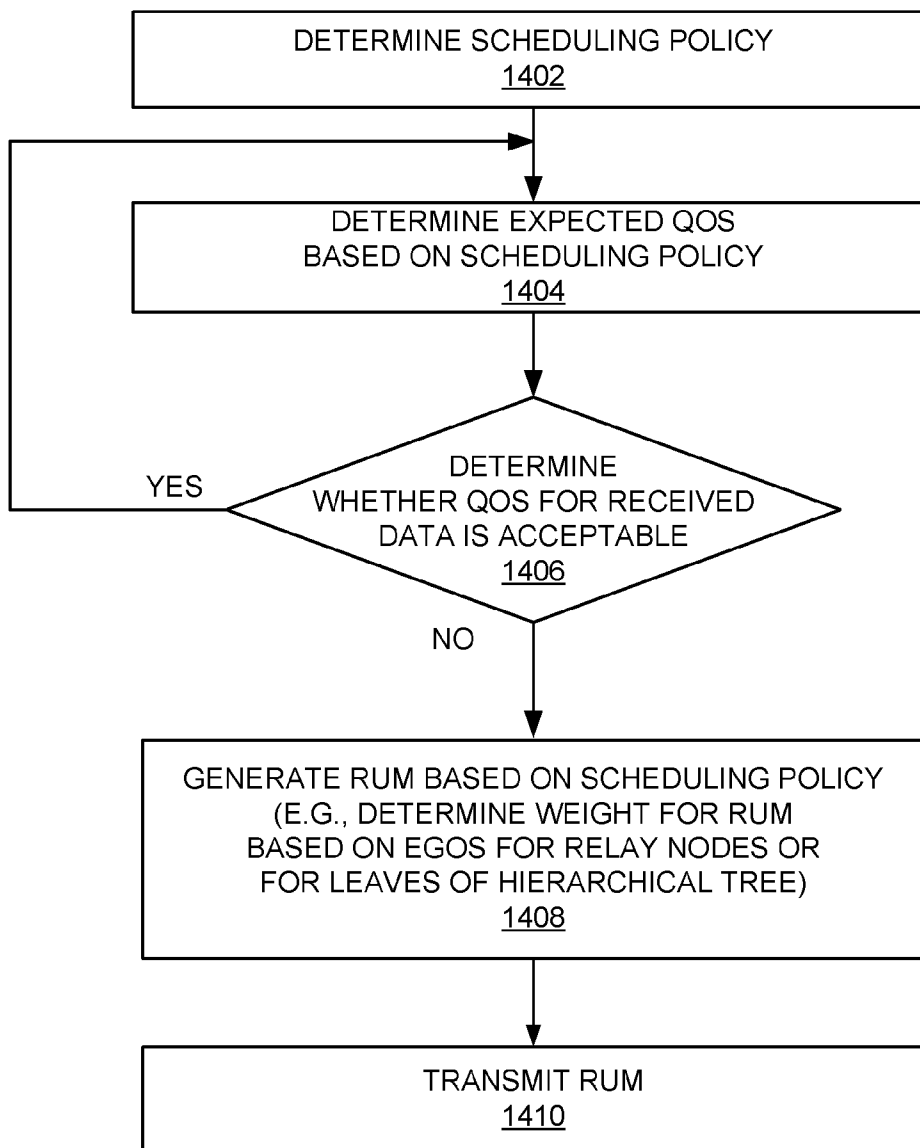 DETERMINE SCHEDULING POLICY
1402
DETERMINE EXPECTED QOS
BASED ON SCHEDULING POLICY
1404
DETERMINE
WHETHER QOS FOR RECEIVED
DATA IS ACCEPTABLE
1406
YES
NO
GENERATE RUM BASED ON SCHEDULING POLICY
(E.G., DETERMINE WEIGHT FOR RUM
BASED ON EGOS FOR RELAY NODES OR
FOR LEAVES OF HIERARCHICAL TREE)
1408
TRANSMIT RUM
1410